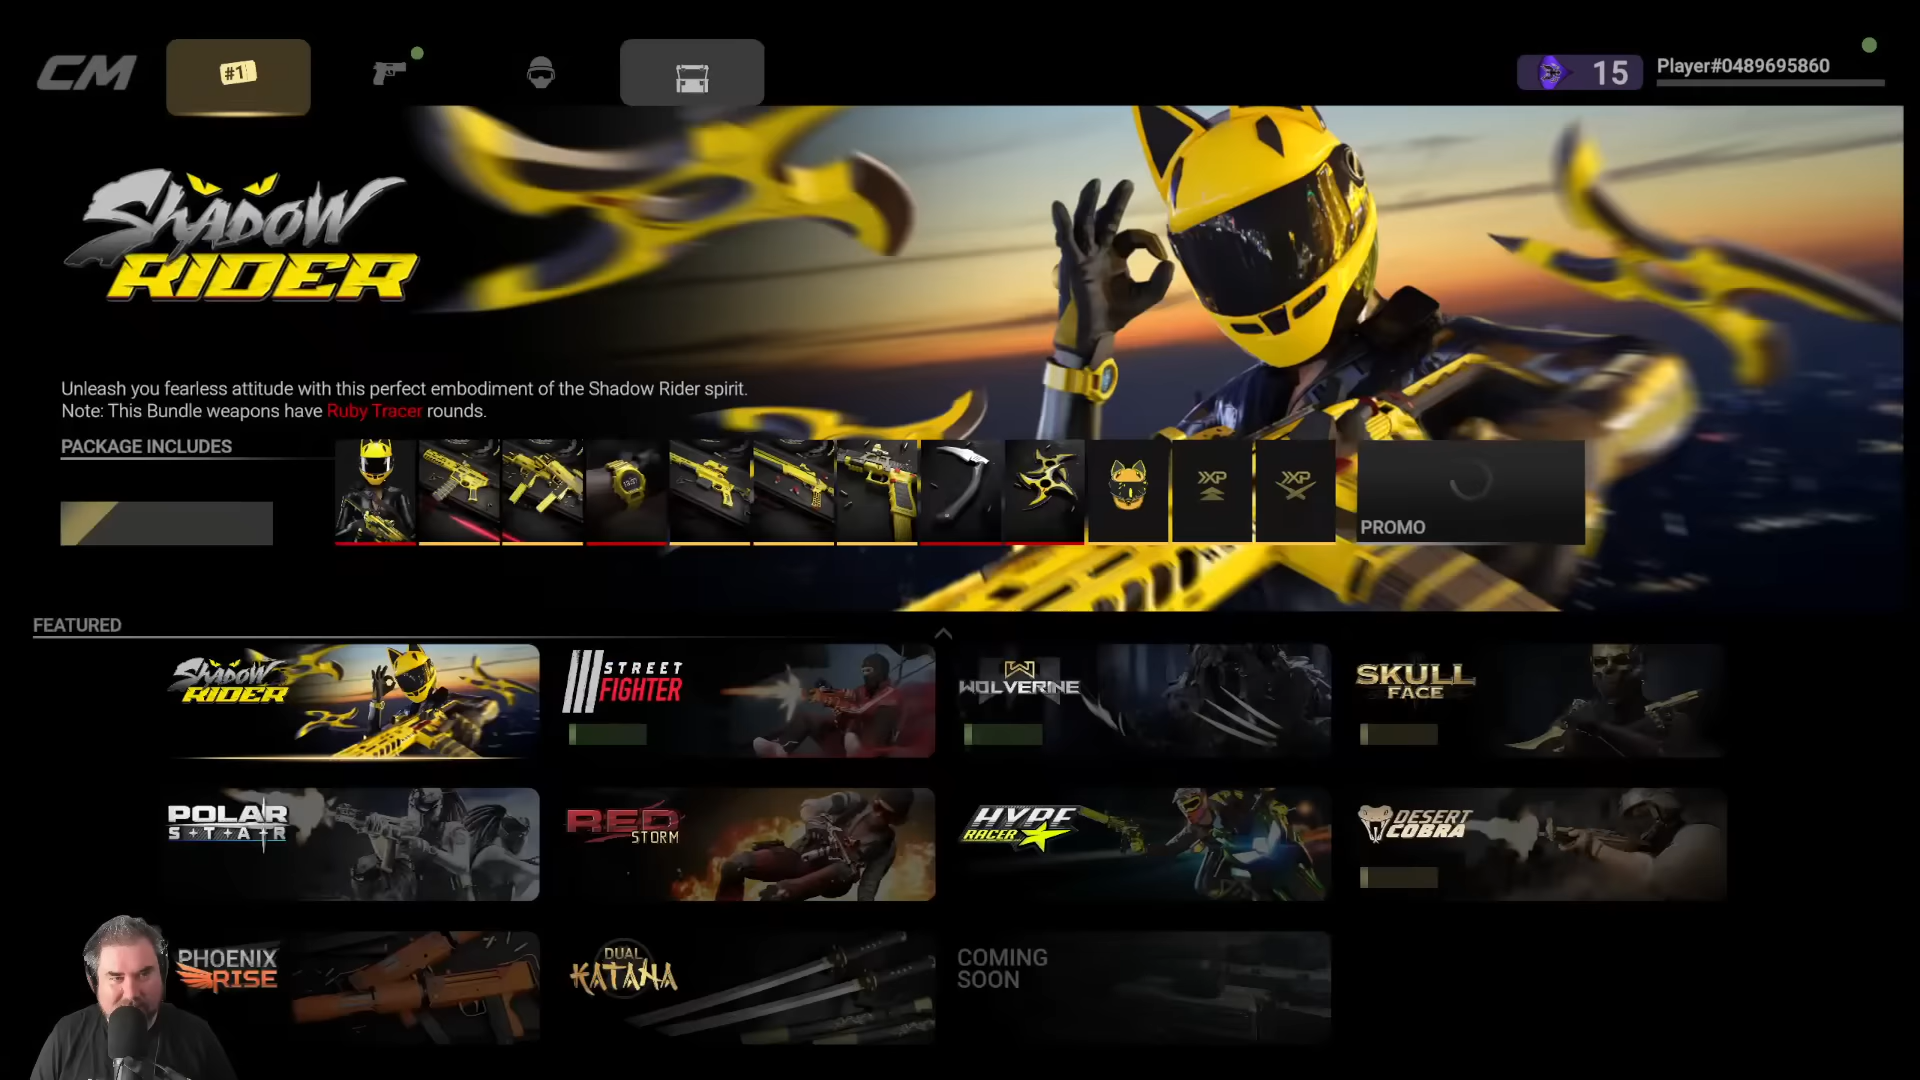 CM
#1
15
Player#0489695860
SHADOW
RIDER
Unleash you fearless attitude with this perfect embodiment of the Shadow Rider spirit.
Note: This Bundle weapons have Ruby Tracer rounds.
PACKAGE INCLUDES
XP
XP
PROMO
FEATURED
SHADOW
RIDER
STREET
FIGHTER
WOLVERINE
SKULL
FACE
POLAR
STAR
RED
STORM
HYPE
RACER
DESERT
COBRA
PHOENIX
RISE
DUAL
KATANA
COMING
SOON